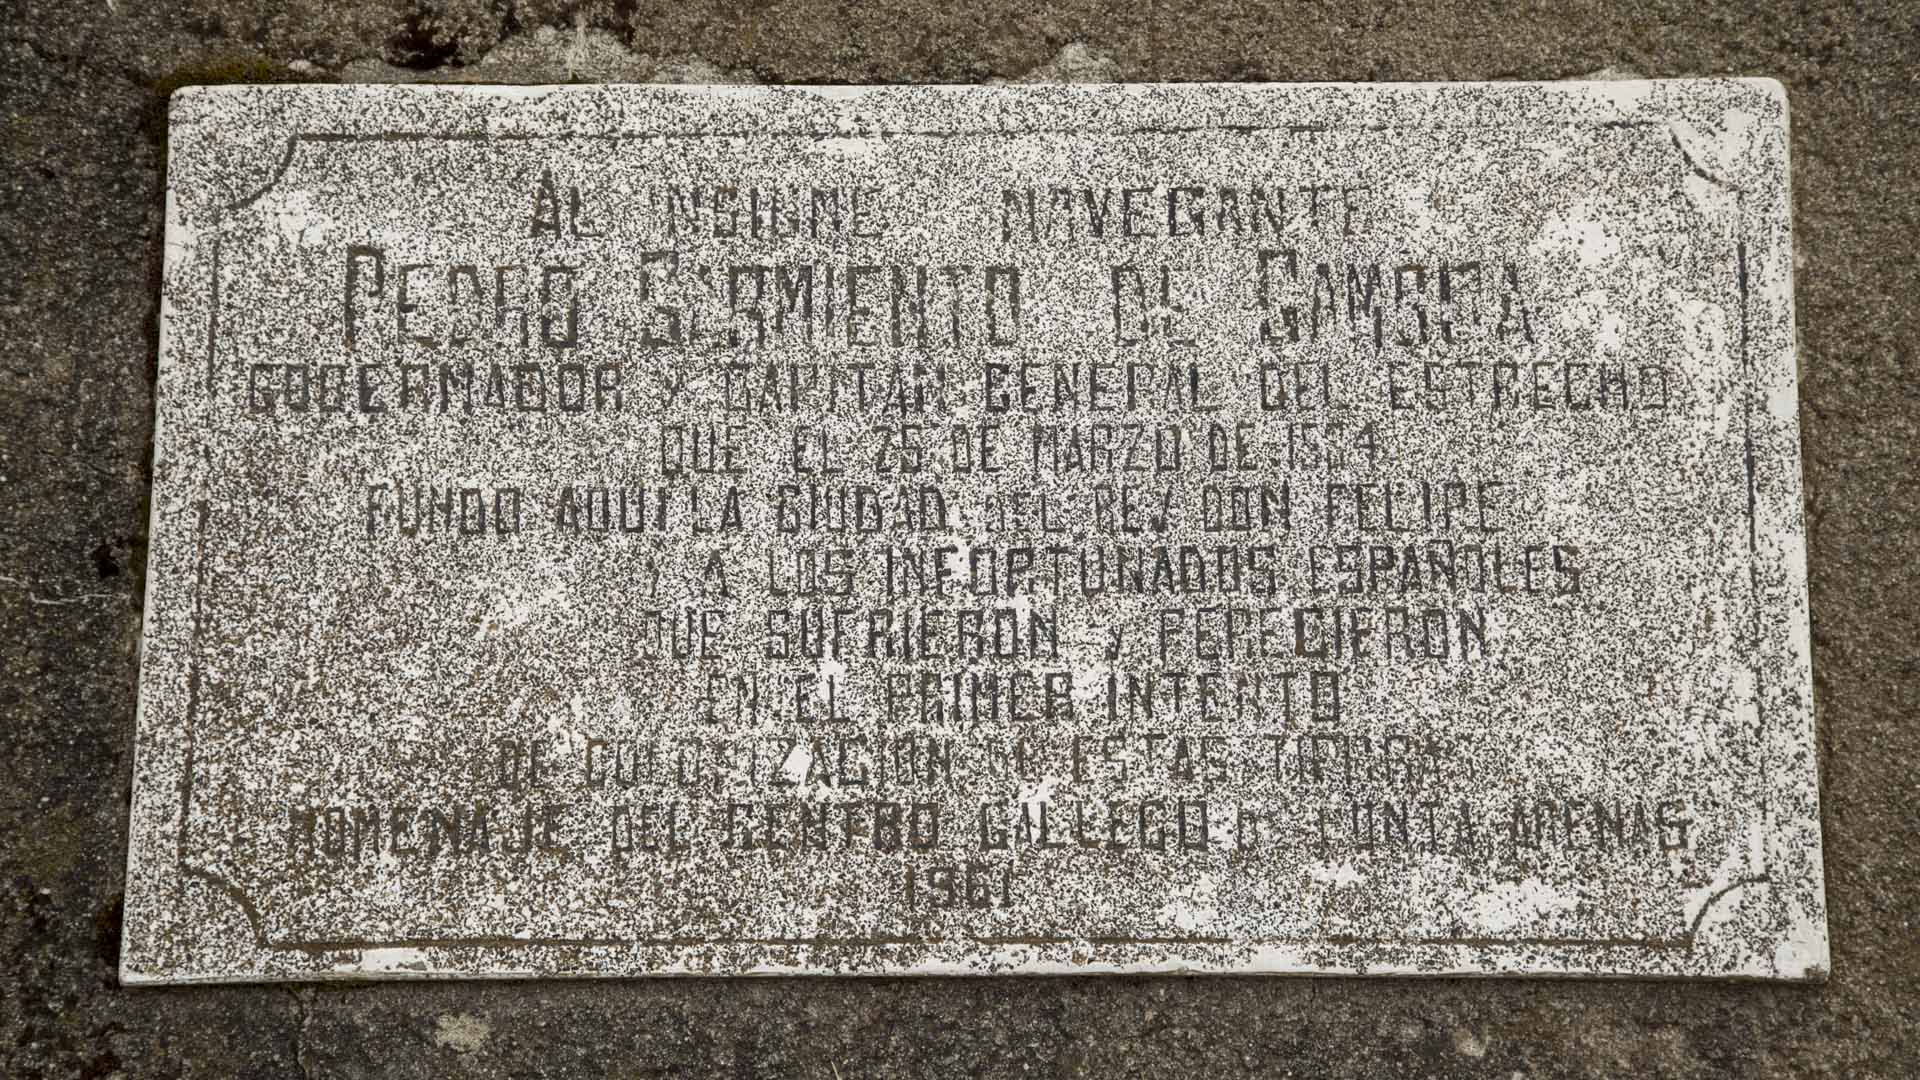 AL INSIGNE NAVEGANTE
PEDRO SARMIENTO DE GAMBOA
GOBERNADOR Y CAPITAN GENERAL DEL ESTRECHO
QUE EL 25 DE MARZO DE 1584
FUNDO AQUI LA CIUDAD DEL REY DON FELIPE
Y A LOS INFORTUNADOS ESPAÑOLES
QUE SUFRIERON Y PERECIERON
EN EL PRIMER INTENTO
DE COLONIZACION DE ESTAS TIERRAS
HOMENAJE DEL CENTRO GALLEGO DE PUNTA ARENAS
1961